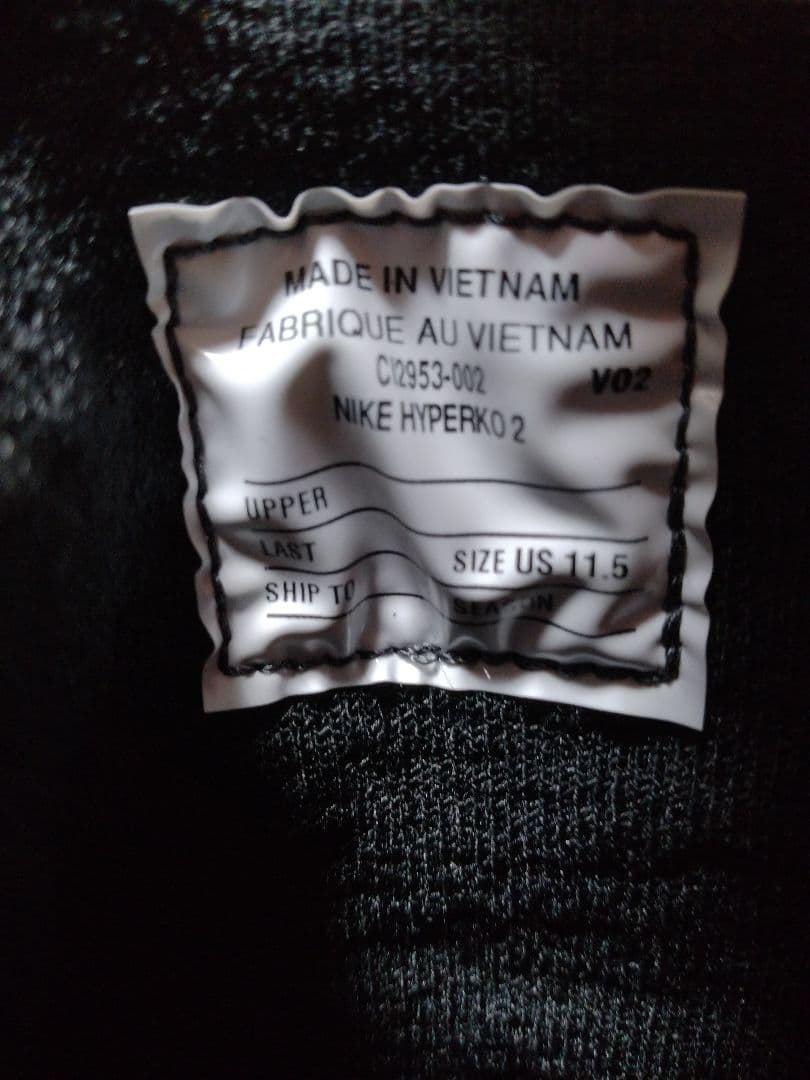 MADE IN VIETNAM
FABRIQUE AU VIETNAM
CI2953-002 V02
NIKE HYPERKO 2
UPPER
LAST SIZE US 11.5
SHIP TO SEASON